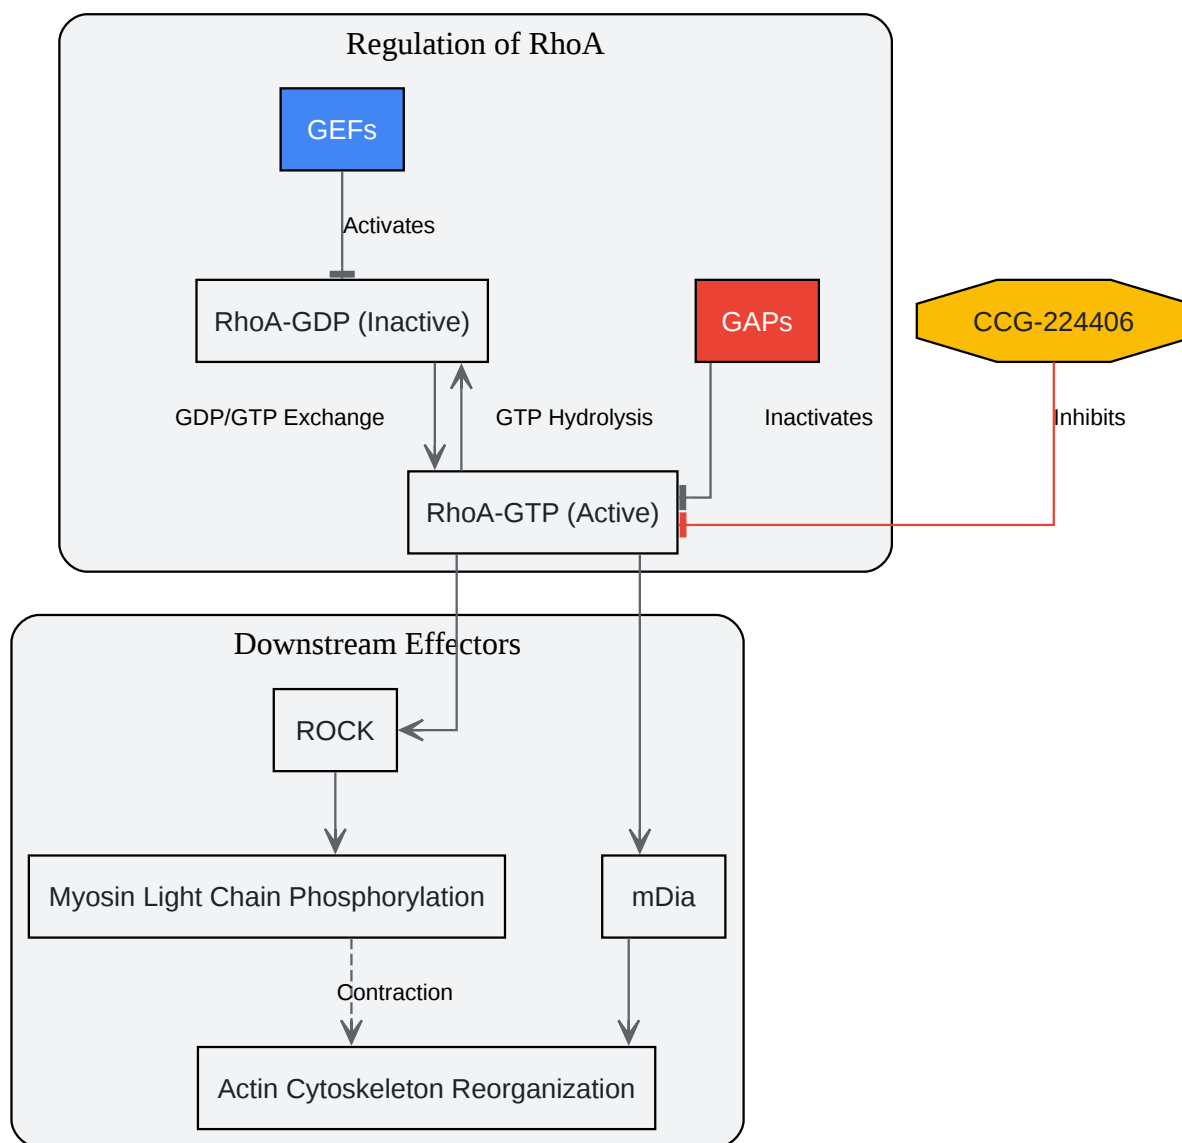 Regulation of RhoA
GEFs
Activates
RhoA-GDP (Inactive)
GAPs
CCG-224406
GDP/GTP Exchange
GTP Hydrolysis
Inactivates
Inhibits
RhoA-GTP (Active)
Downstream Effectors
ROCK
Myosin Light Chain Phosphorylation
mDia
Contraction
Actin Cytoskeleton Reorganization